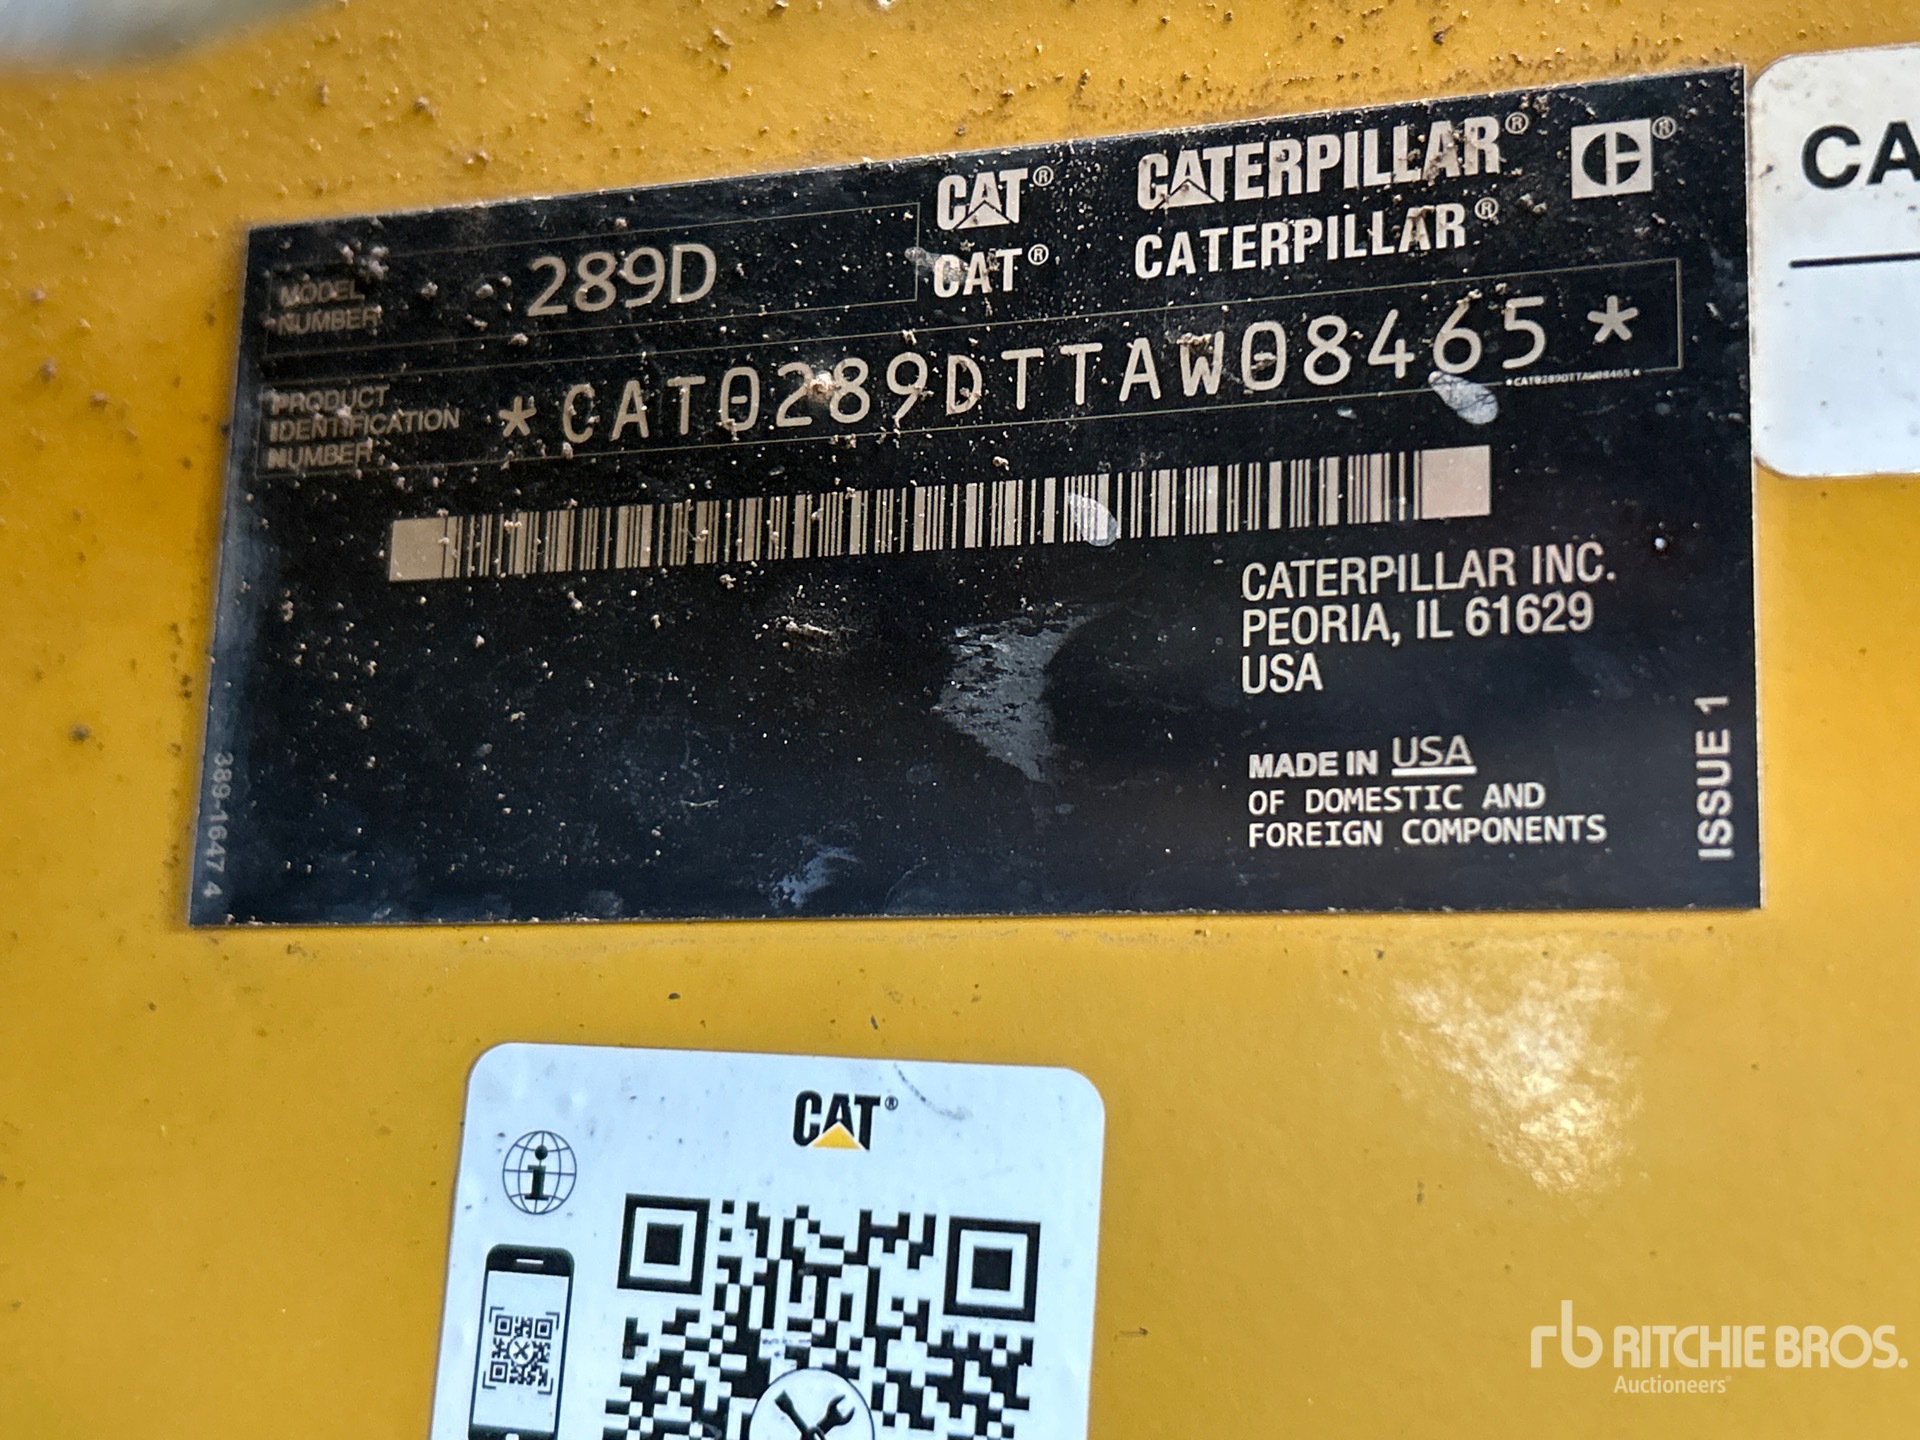 CAT® CATERPILLAR®
CAT® CATERPILLAR®
MODEL
NUMBER
289D
PRODUCT
IDENTIFICATION
NUMBER
*CAT0289DTTAW08465*
*CAT0289DTTAW08465*
CATERPILLAR INC.
PEORIA, IL 61629
USA
MADE IN USA
OF DOMESTIC AND
FOREIGN COMPONENTS
ISSUE 1
389-1647 4
CA
CAT®
i
rb RITCHIE BROS.
Auctioneers